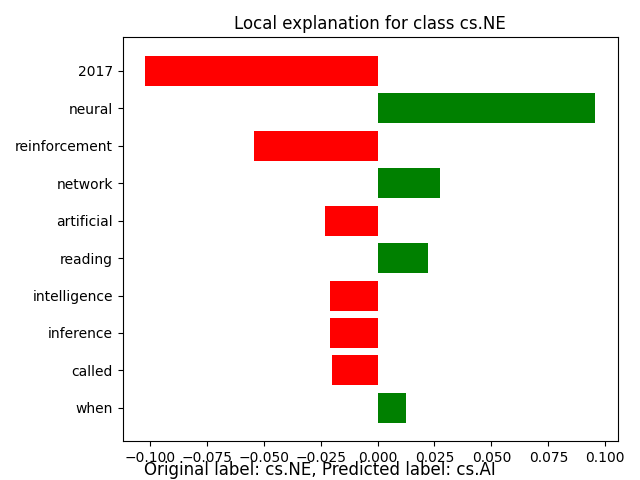 Local explanation for class cs.NE
2017
neural
reinforcement
network
artificial
reading
intelligence
inference
called
when
−0.100 −0.075 −0.050 −0.025 0.000 0.025 0.050 0.075 0.100
Original label: cs.NE, Predicted label: cs.AI